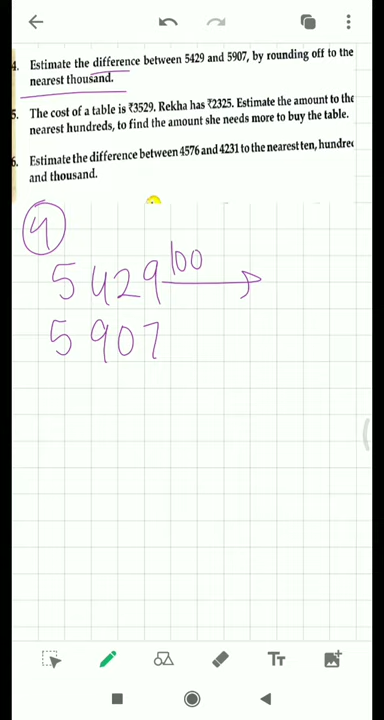 4. Estimate the difference between 5429 and 5907, by rounding off to the
nearest thousand.
5. The cost of a table is ₹3529. Rekha has ₹2325. Estimate the amount to the
nearest hundreds, to find the amount she needs more to buy the table.
6. Estimate the difference between 4576 and 4231 to the nearest ten, hundred
and thousand.
4
5429 100
5907
TT